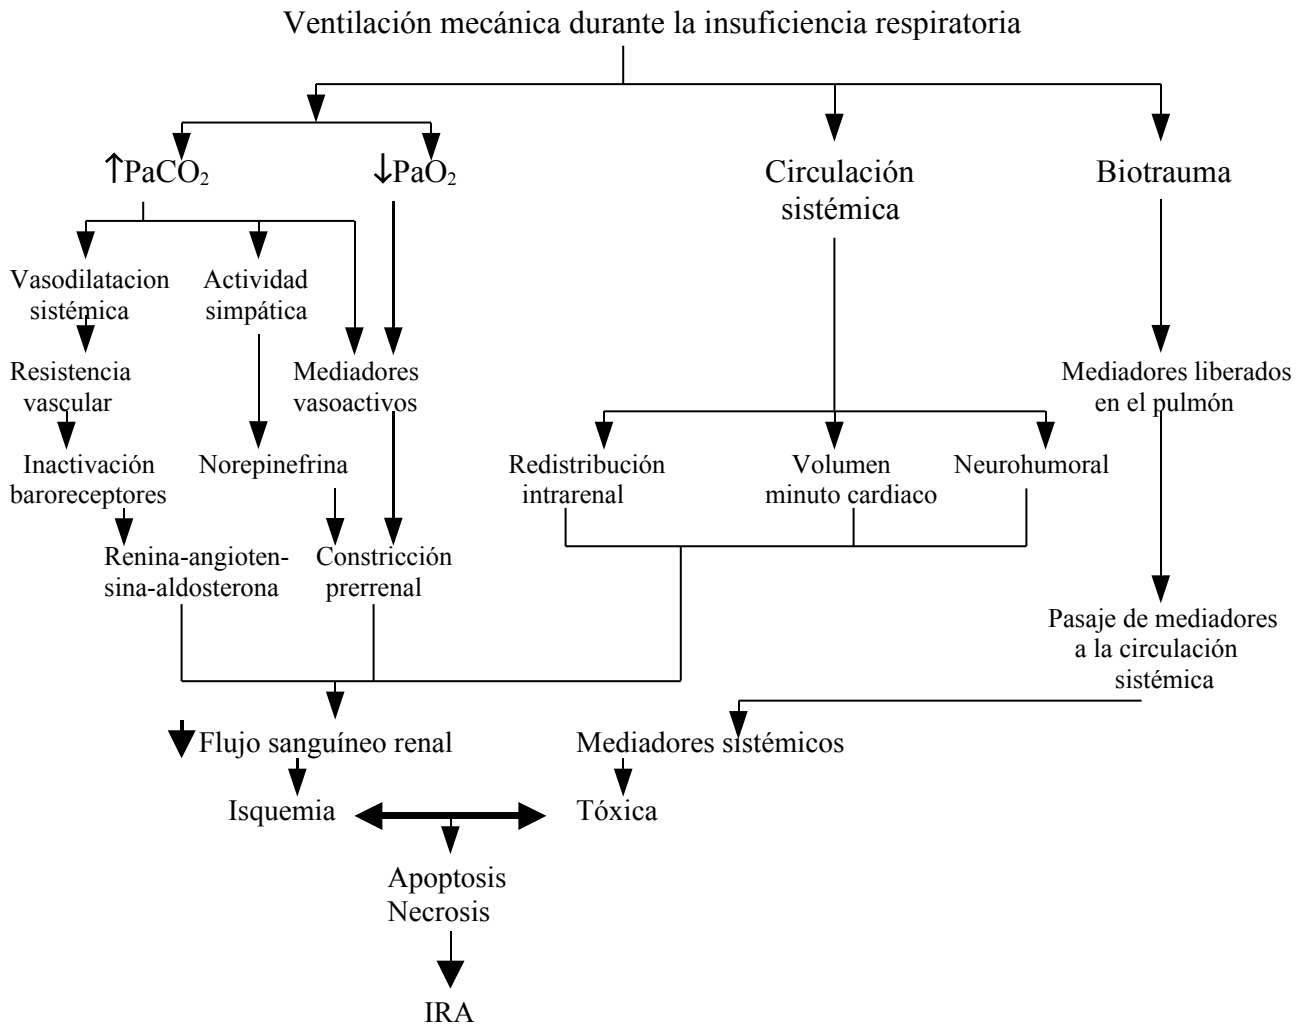 Ventilación mecánica durante la insuficiencia respiratoria
↑PaCO₂
↓PaO₂
Circulación
sistémica
Biotrauma
Vasodilatacion
sistémica
Actividad
simpática
Resistencia
vascular
Mediadores
vasoactivos
Mediadores liberados
en el pulmón
Inactivación
baroreceptores
Norepinefrina
Redistribución
intrarenal
Volumen
minuto cardiaco
Neurohumoral
Renina-angioten-
sina-aldosterona
Constricción
prerrenal
Pasaje de mediadores
a la circulación
sistémica
Flujo sanguíneo renal
Mediadores sistémicos
Isquemia
Tóxica
Apoptosis
Necrosis
IRA